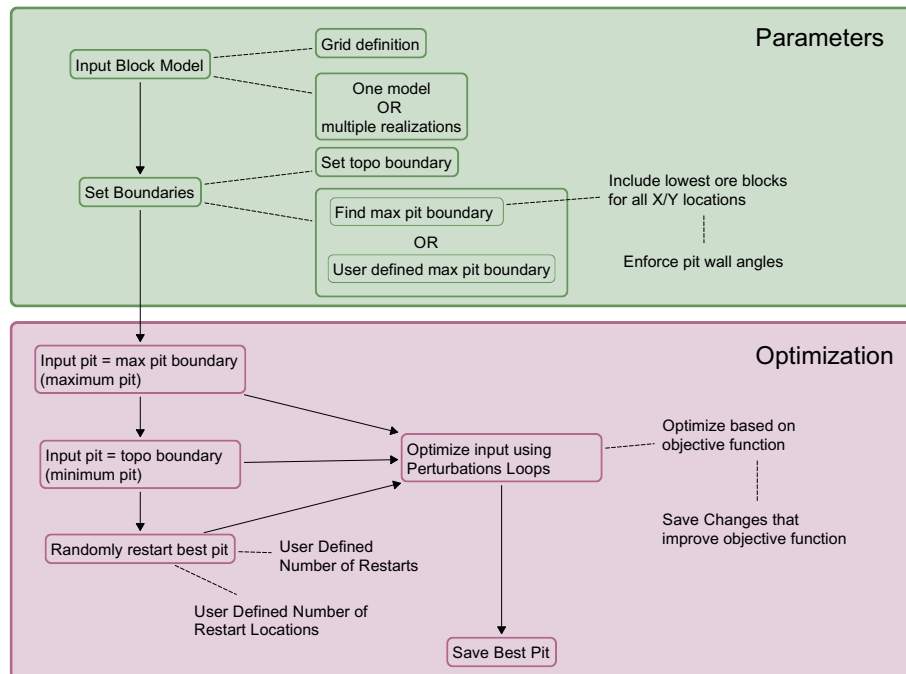 Parameters
Grid definition
Input Block Model
One model
OR
multiple realizations
Set topo boundary
Set Boundaries
Include lowest ore blocks
for all X/Y locations
Find max pit boundary
OR
User defined max pit boundary
Enforce pit wall angles
Optimization
Input pit = max pit boundary
(maximum pit)
Input pit = topo boundary
(minimum pit)
Optimize input using
Perturbations Loops
Optimize based on
objective function
Save Changes that
improve objective function
Randomly restart best pit
User Defined
Number of Restarts
User Defined Number of
Restart Locations
Save Best Pit